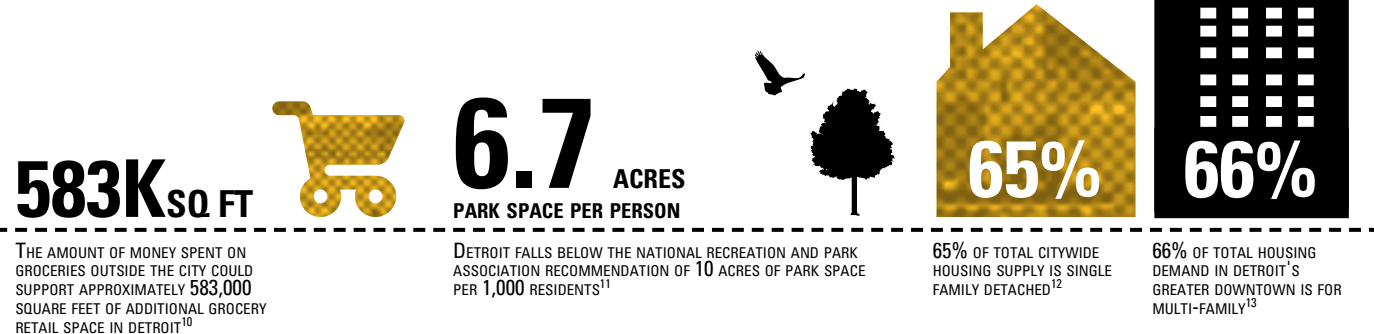 583K SQ FT
THE AMOUNT OF MONEY SPENT ON
GROCERIES OUTSIDE THE CITY COULD
SUPPORT APPROXIMATELY 583,000
SQUARE FEET OF ADDITIONAL GROCERY
RETAIL SPACE IN DETROIT10
6.7 ACRES
PARK SPACE PER PERSON
DETROIT FALLS BELOW THE NATIONAL RECREATION AND PARK
ASSOCIATION RECOMMENDATION OF 10 ACRES OF PARK SPACE
PER 1,000 RESIDENTS11
65%
65% OF TOTAL CITYWIDE
HOUSING SUPPLY IS SINGLE
FAMILY DETACHED12
66%
66% OF TOTAL HOUSING
DEMAND IN DETROIT'S
GREATER DOWNTOWN IS FOR
MULTI-FAMILY13